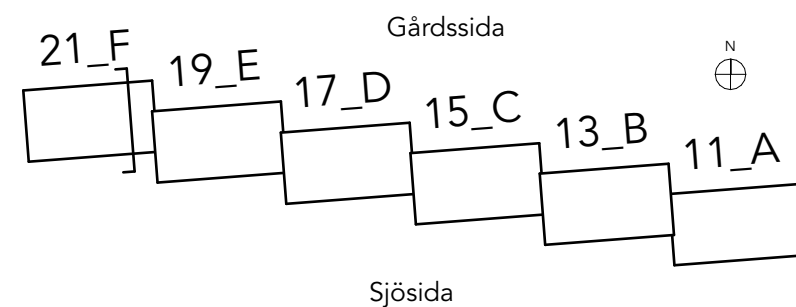 Gårdssida
21_F
19_E
N
17_D
15_C
13_B
11_A
Sjösida